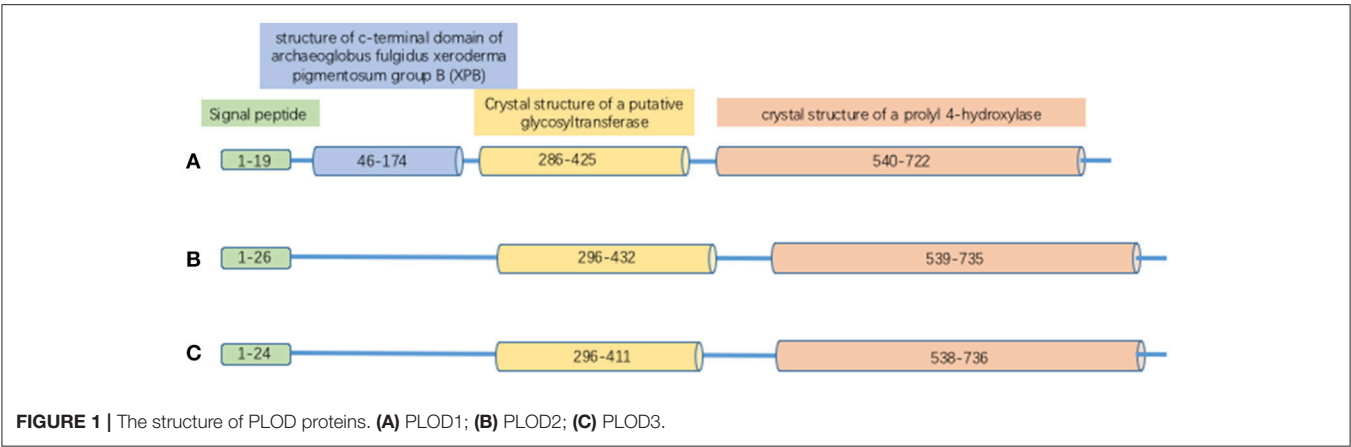 structure of c-terminal domain of
archaeoglobus fulgidus xeroderma
pigmentosum group B (XPB)
Signal peptide
Crystal structure of a putative
glycosyltransferase
crystal structure of a prolyl 4-hydroxylase
A 1-19 46-174 286-425 540-722
B 1-26 296-432 539-735
C 1-24 296-411 538-736
FIGURE 1 | The structure of PLOD proteins. (A) PLOD1; (B) PLOD2; (C) PLOD3.